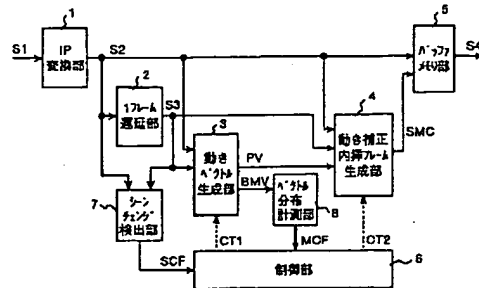 1
S1
IP
変換部
S2
5
バッファ
メモリ部
S4
2
1フレーム
遅延部
S3
3
動き
ベクトル
生成部
PV
BMV
4
動き補正
内挿フレーム
生成部
SMC
7
シーン
チェンジ
検出部
ベクトル
分布
計測部
8
SCF
CT1
MCF
CT2
制御部
6